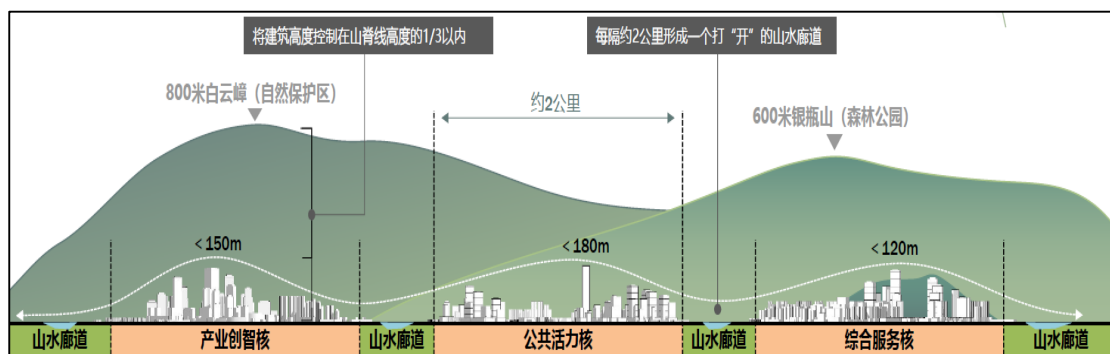 将建筑高度控制在山脊线高度的1/3以内
每隔约2公里形成一个打“开”的山水廊道
800米白云嶂（自然保护区）
约2公里
600米银瓶山（森林公园）
＜150m
＜180m
＜120m
山水廊道
产业创智核
山水廊道
公共活力核
山水廊道
综合服务核
山水廊道